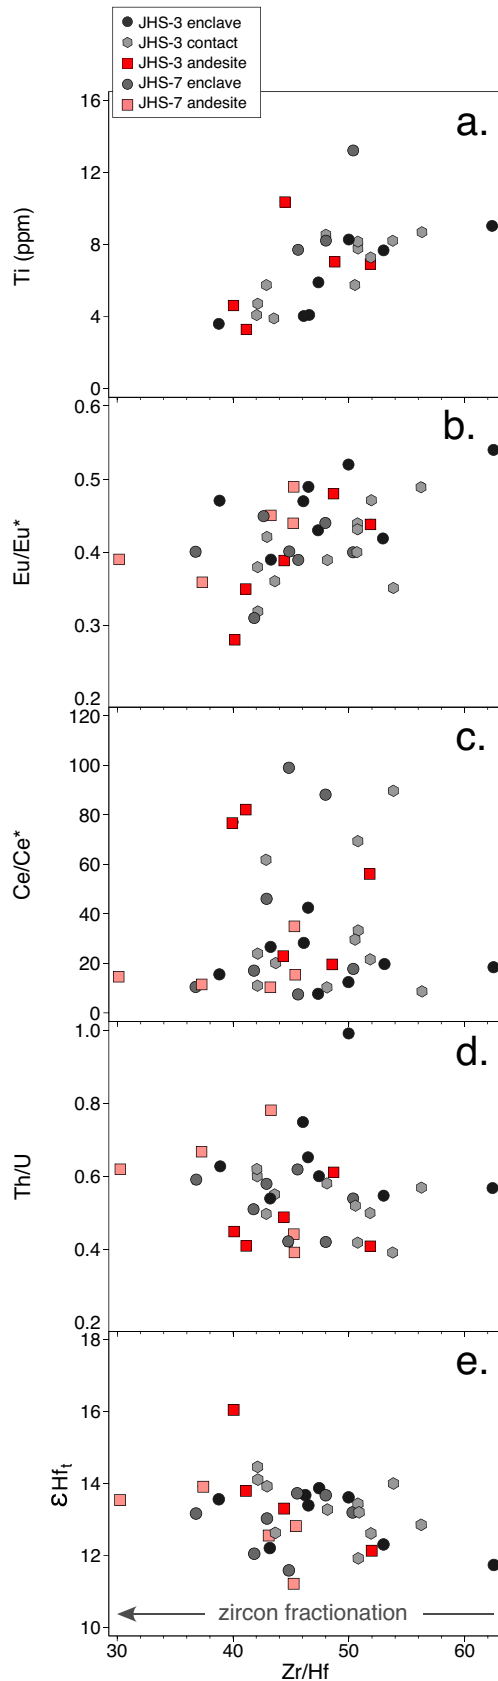 JHS-3 enclave
JHS-3 contact
JHS-3 andesite
JHS-7 enclave
JHS-7 andesite
a.
16
12
8
4
0
Ti (ppm)
b.
0.6
0.5
0.4
0.3
0.2
Eu/Eu*
c.
120
100
80
60
40
20
0
Ce/Ce*
d.
1.0
0.8
0.6
0.4
0.2
Th/U
e.
18
16
14
12
10
εHft
zircon fractionation
30 40 50 60
Zr/Hf